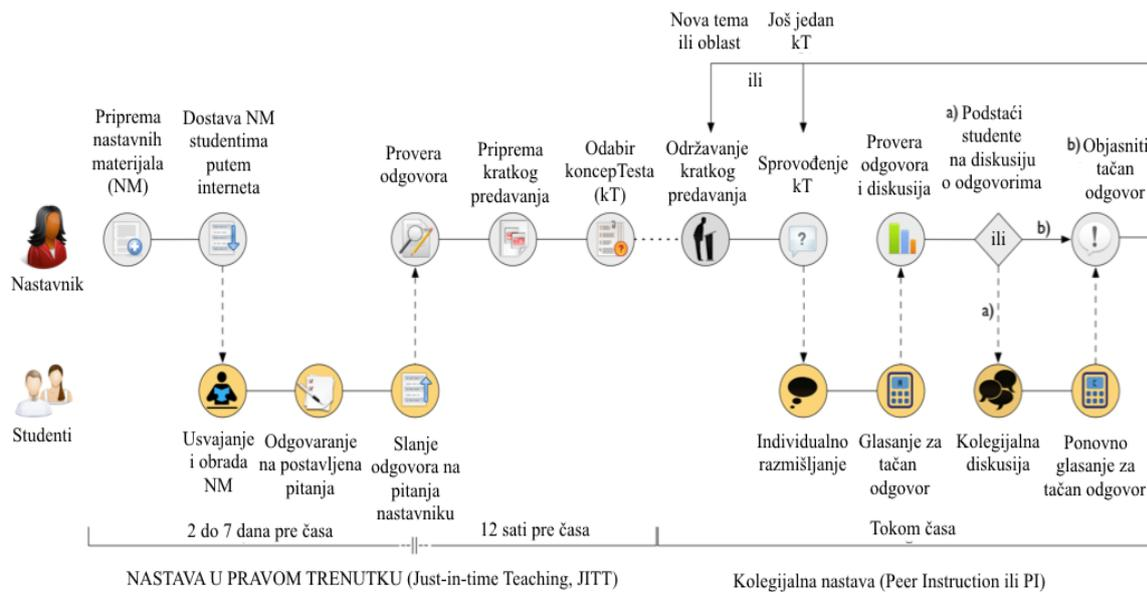 Nova tema
ili oblast
Još jedan
kT
ili
Priprema
nastavnih
materijala
(NM)
Dostava NM
studentima
putem
interneta
Provera
odgovora
Priprema
kratkog
predavanja
Odabir
koncepTesta
(kT)
Održavanje
kratkog
predavanja
Sprovođenje
kT
Provera
odgovora
i diskusija
a) Podstaći
studente
na diskusiju
o odgovorima
b) Objasniti
tačan
odgovor
Nastavnik
ili
b)
a)
Studenti
Usvajanje
i obrada
NM
Odgovaranje
na postavljena
pitanja
Slanje
odgovora na
pitanja
nastavniku
Individualno
razmišljanje
Glasanje za
tačan
odgovor
Kolegijalna
diskusija
Ponovno
glasanje za
tačan odgovor
2 do 7 dana pre časa
12 sati pre časa
Tokom časa
NASTAVA U PRAVOM TRENUTKU (Just-in-time Teaching, JITT)
Kolegijalna nastava (Peer Instruction ili PI)